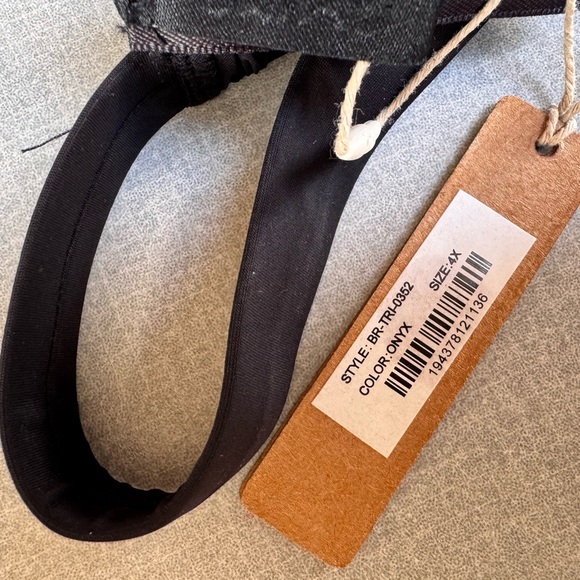 STYLE: BR-TRI-0352
COLOR:ONYX SIZE:4X
194378121136